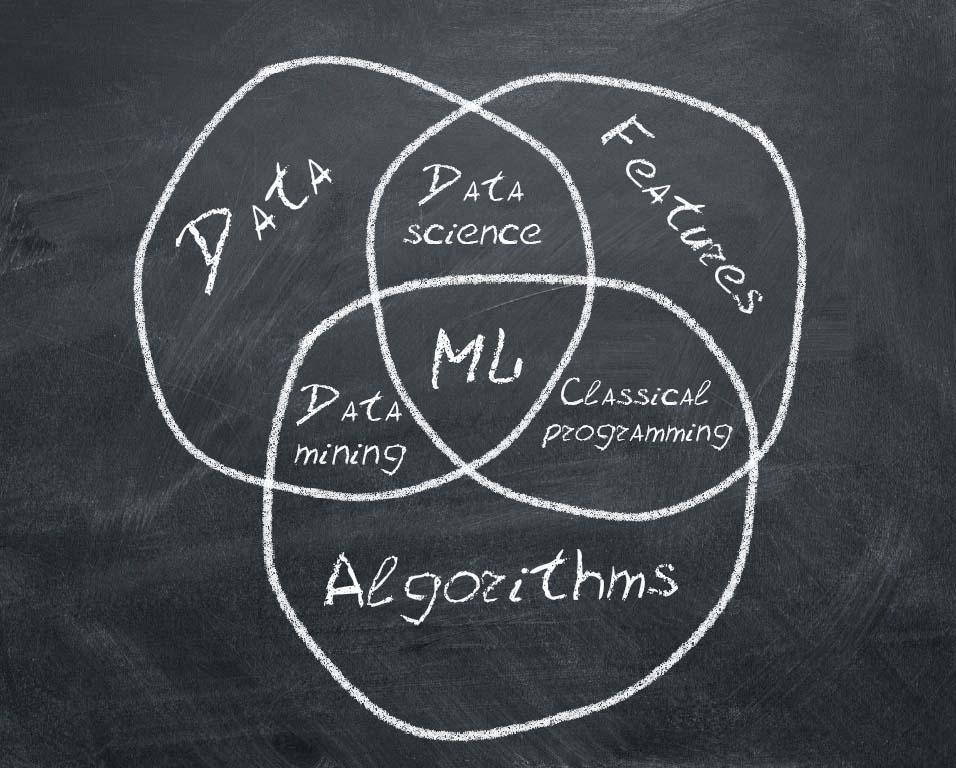 Data
Features
Data
science
ML
Data
mining
Classical
programming
Algorithms